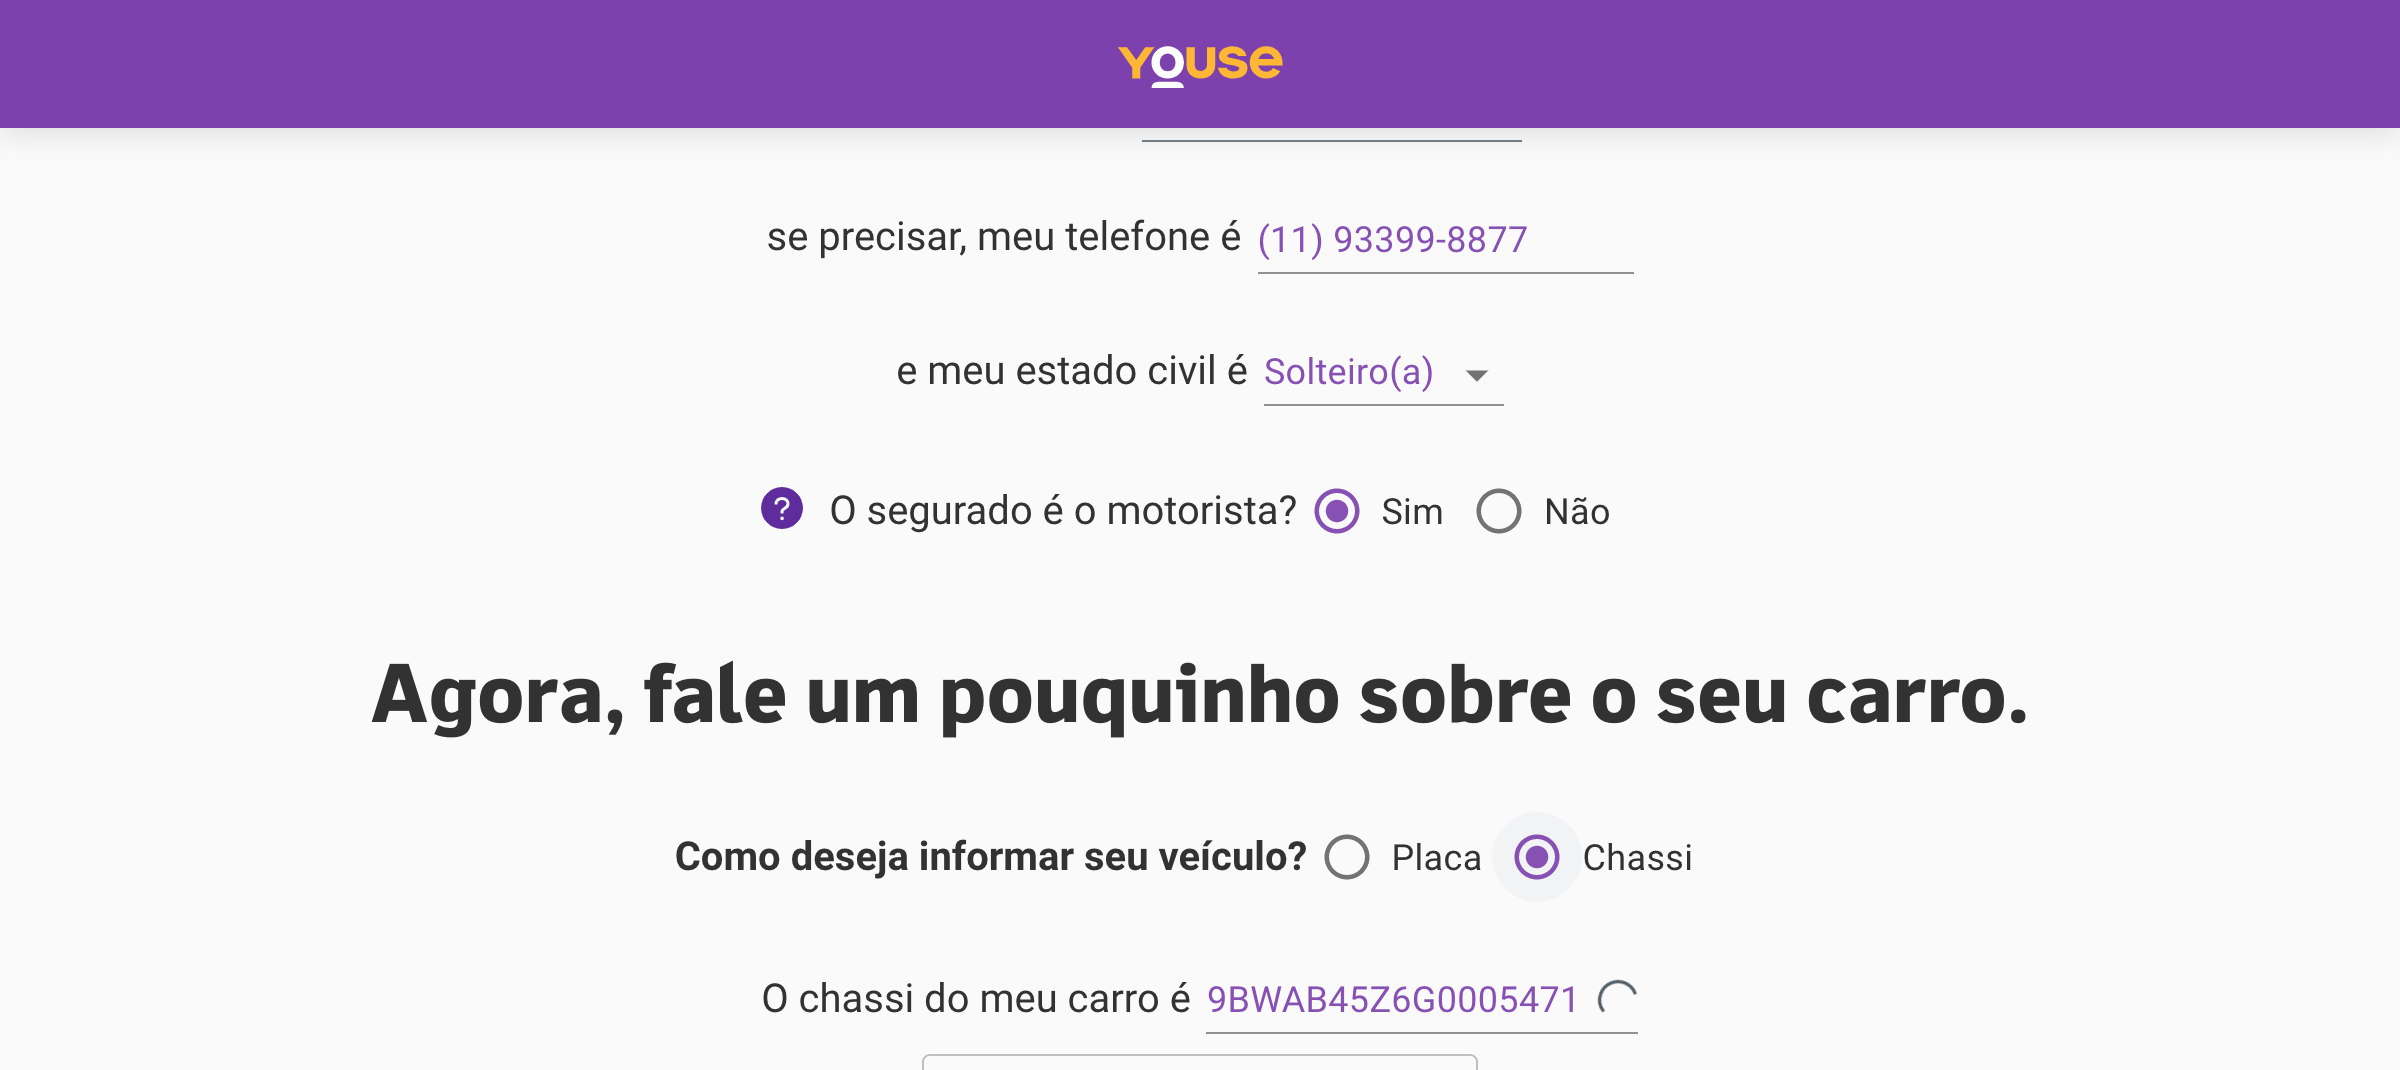 YOUSE
se precisar, meu telefone é (11) 93399-8877
e meu estado civil é Solteiro(a)
? O segurado é o motorista? Sim Não
Agora, fale um pouquinho sobre o seu carro.
Como deseja informar seu veículo? Placa Chassi
O chassi do meu carro é 9BWAB45Z6G0005471